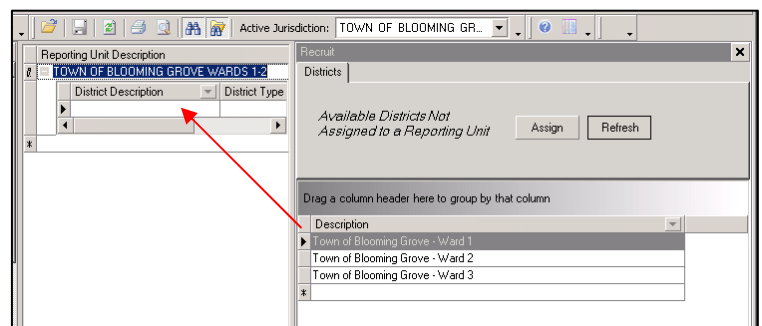 Active Jurisdiction: TOWN OF BLOOMING GR...
Reporting Unit Description
TOWN OF BLOOMING GROVE WARDS 1-2
District Description District Type
Recruit
Districts
Available Districts Not
Assigned to a Reporting Unit
Assign Refresh
Drag a column header here to group by that column
Description
Town of Blooming Grove - Ward 1
Town of Blooming Grove - Ward 2
Town of Blooming Grove - Ward 3